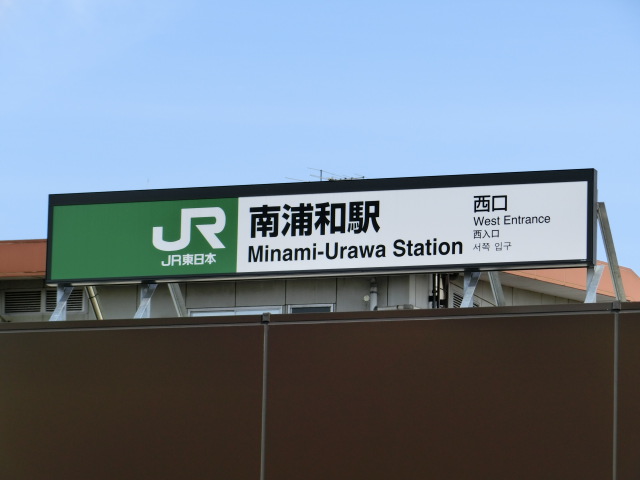 JR
JR東日本
南浦和駅
Minami-Urawa Station
西口
West Entrance
西入口
서쪽 입구